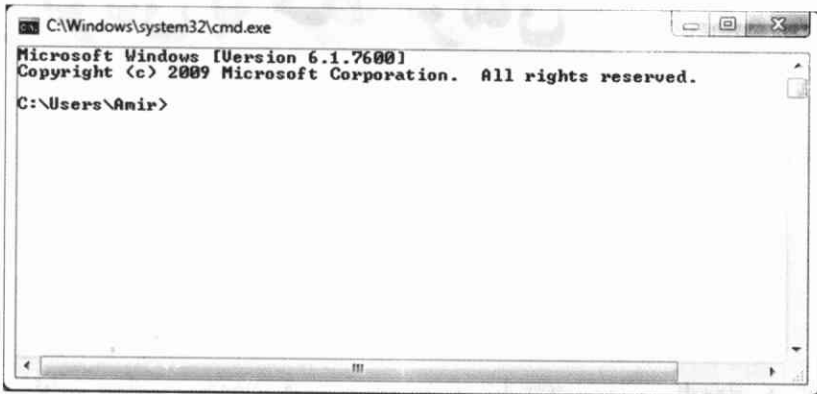 C:\Windows\system32\cmd.exe
Microsoft Windows [Version 6.1.7600]
Copyright (c) 2009 Microsoft Corporation.  All rights reserved.
C:\Users\Amir>